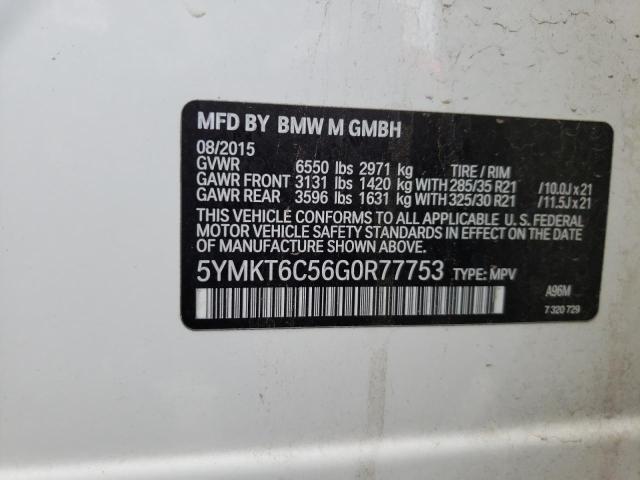 MFD BY BMW M GMBH
08/2015
GVWR 6550 lbs 2971 kg TIRE / RIM
GAWR FRONT 3131 lbs 1420 kg WITH 285/35 R21 /10.0J x 21
GAWR REAR 3596 lbs 1631 kg WITH 325/30 R21 /11.5J x 21
THIS VEHICLE CONFORMS TO ALL APPLICABLE U.S. FEDERAL
MOTOR VEHICLE SAFETY STANDARDS IN EFFECT ON THE
DATE OF MANUFACTURE SHOWN ABOVE.
5YMKT6C56G0R77753 TYPE: MPV
A96M
7 320 729